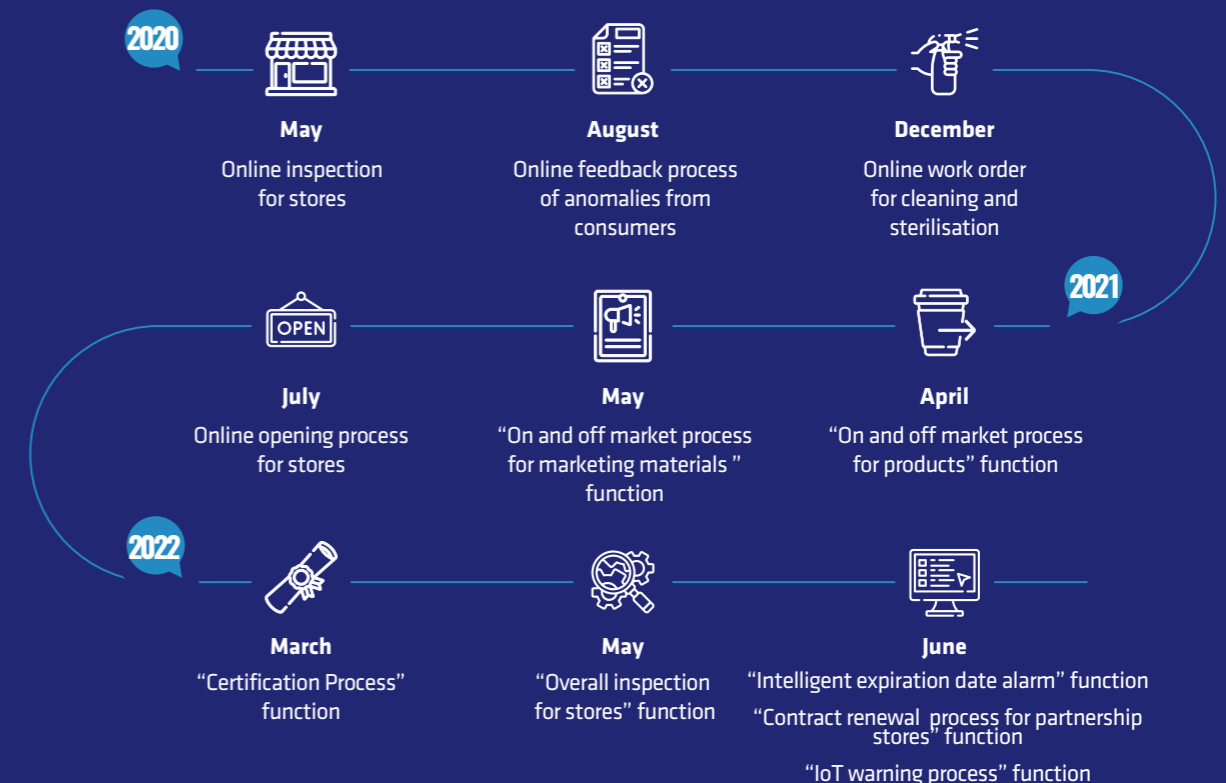 2020
May
Online inspection
for stores
August
Online feedback process
of anomalies from
consumers
December
Online work order
for cleaning and
sterilisation
2021
April
“On and off market process
for products” function
May
“On and off market process
for marketing materials ”
function
OPEN
July
Online opening process
for stores
2022
March
“Certification Process”
function
May
“Overall inspection
for stores” function
June
“Intelligent expiration date alarm” function
“Contract renewal process for partnership
stores” function
“IoT warning process” function